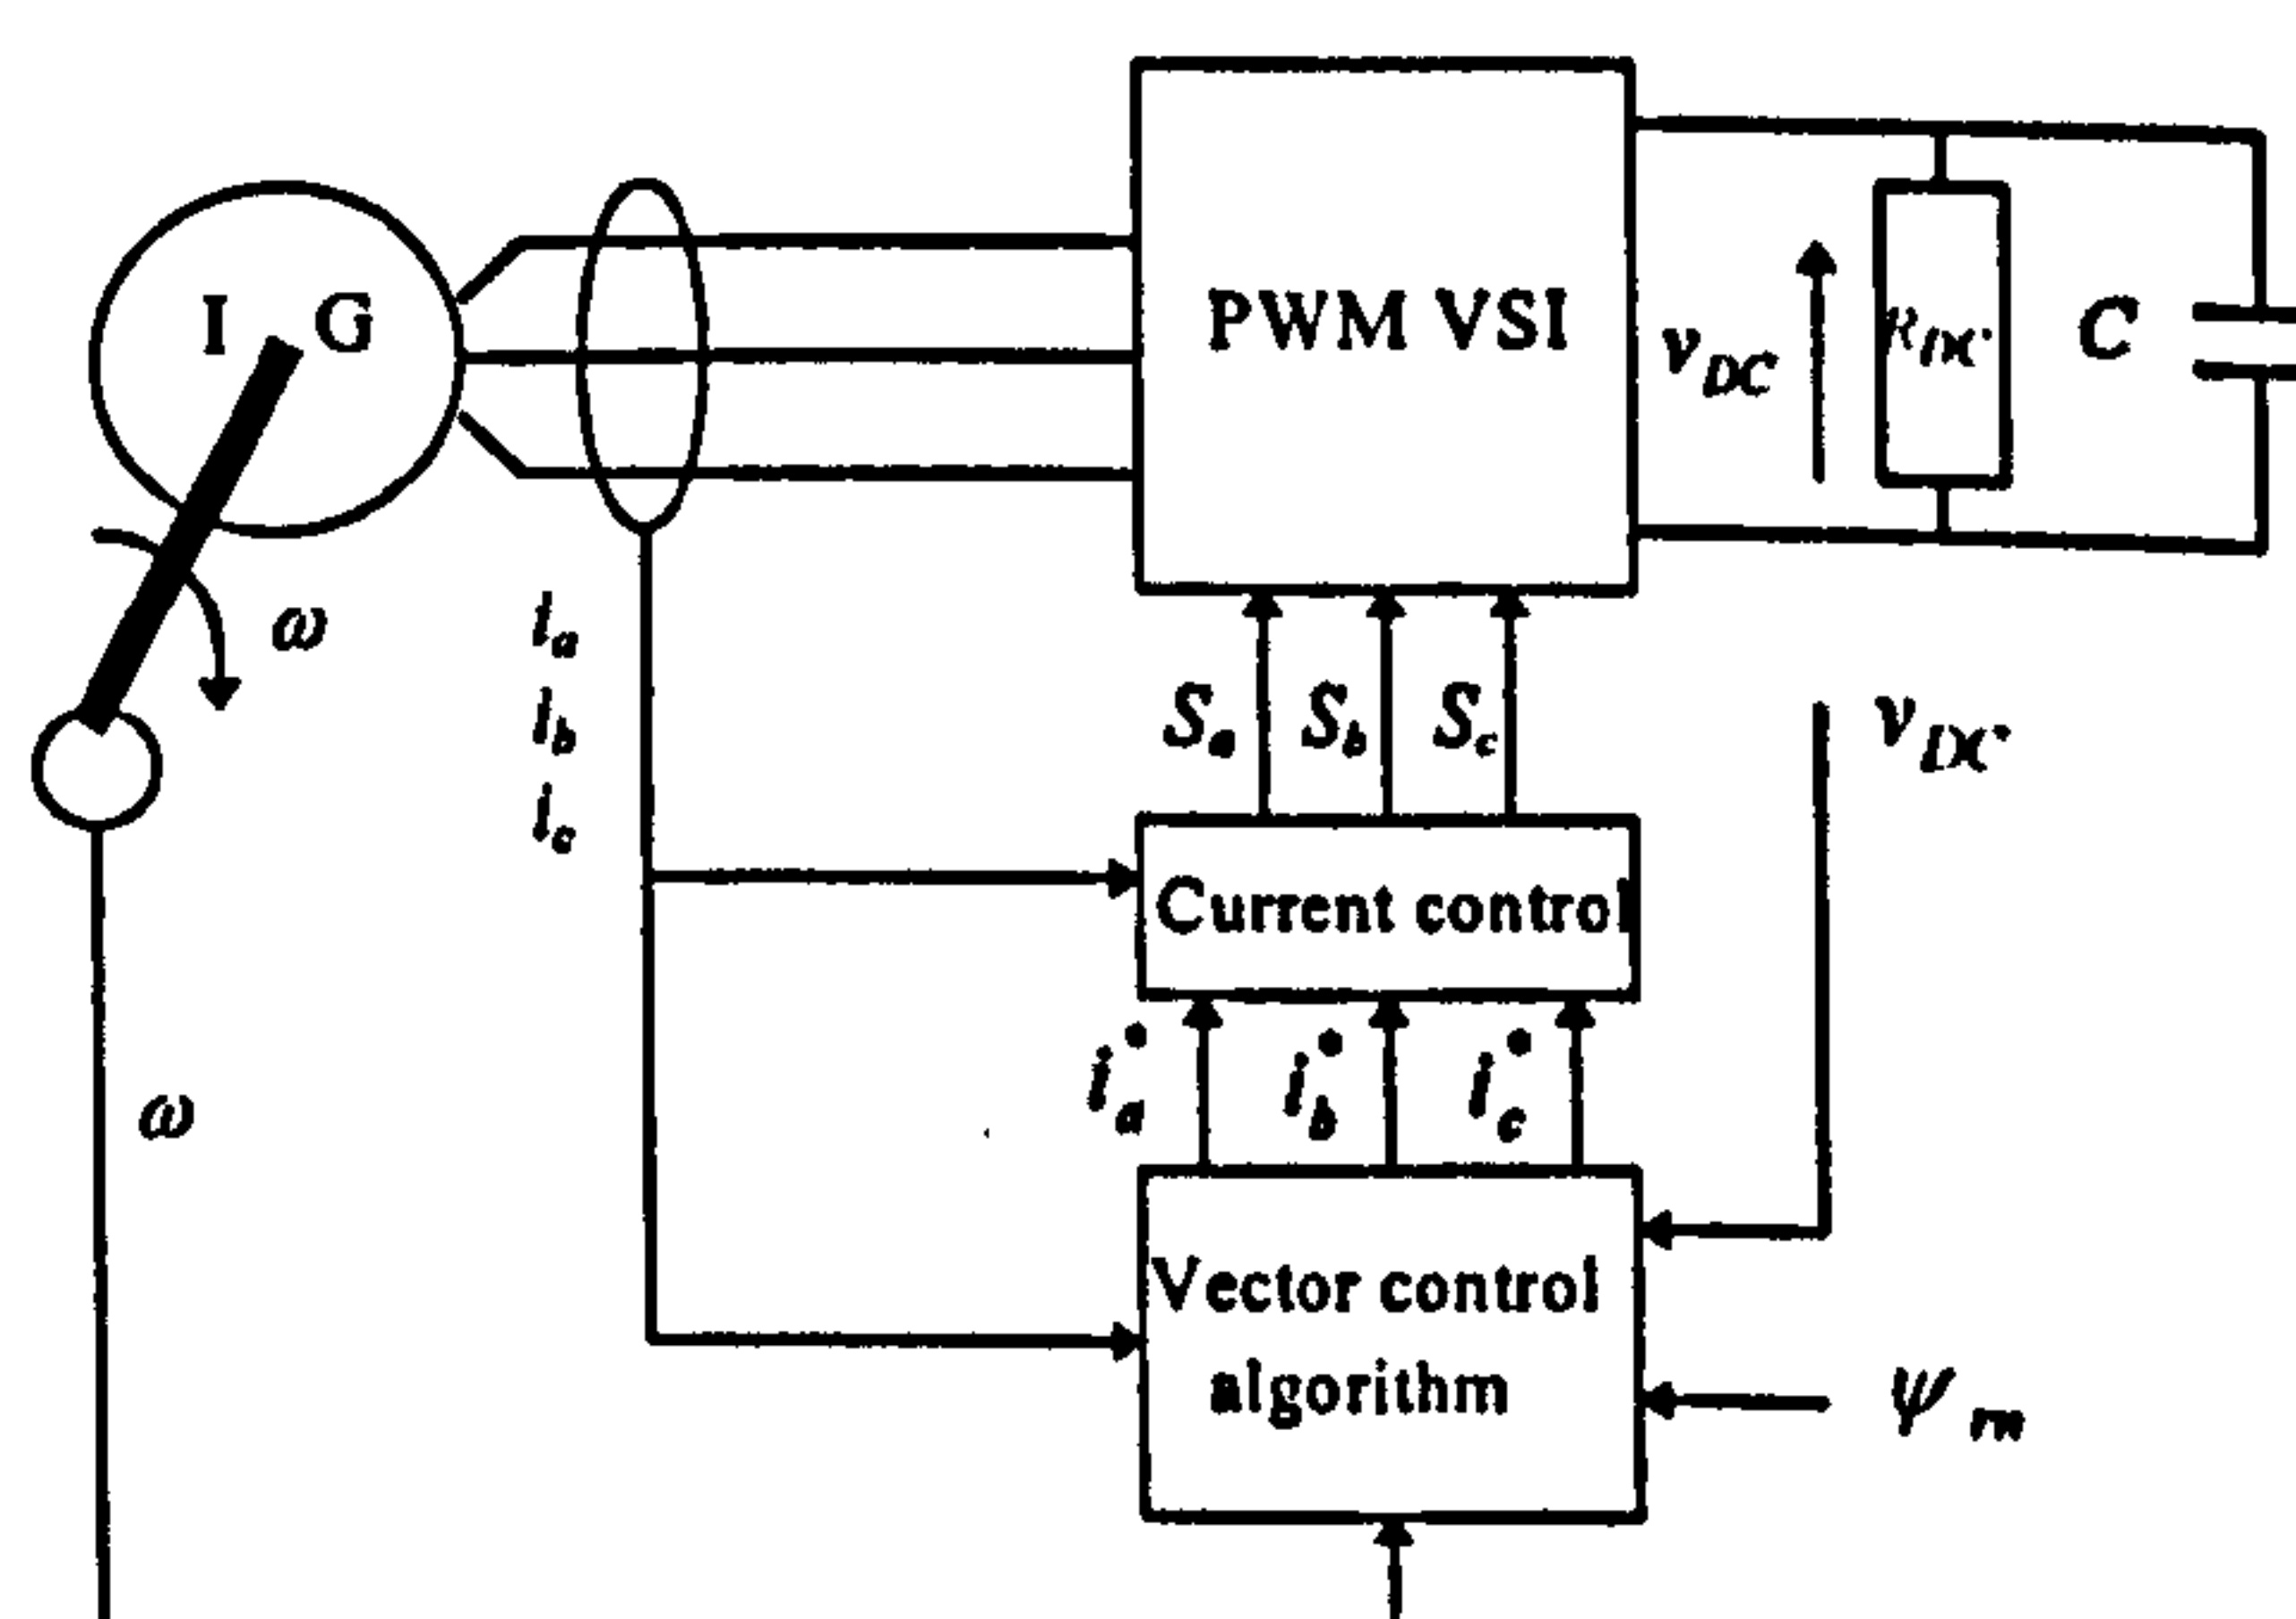 I G
PWM VSI
v_DC
R_DC
C
ω
i_a
i_b
i_c
S_a S_b S_c
v_DC
Current control
i_a^* i_b^* i_c^*
ω
Vector control
algorithm
ψ_m